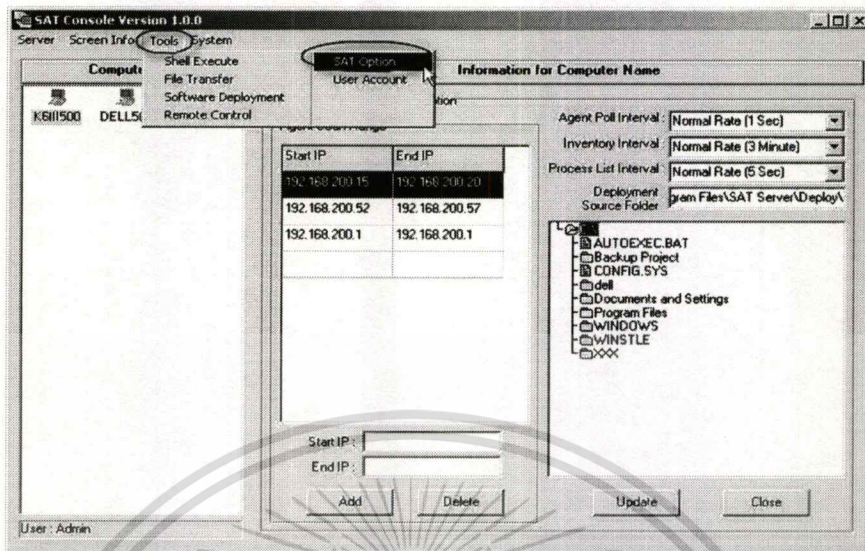 SAT Console Version 1.0.0
Server Screen Info Tools System
Shell Execute
File Transfer
Software Deployment
Remote Control
SAT Option
User Account
Information for Computer Name
K6III500
Agent Poll Interval : Normal Rate (1 Sec)
Inventory Interval : Normal Rate (3 Minute)
Process List Interval : Normal Rate (5 Sec)
Deployment
Source Folder
gram Files\SAT Server\Deploy\
Start IP End IP
192.168.200.15 192.168.200.20
192.168.200.52 192.168.200.57
192.168.200.1 192.168.200.1
AUTOEXEC.BAT
Backup Project
CONFIG.SYS
dell
Documents and Settings
Program Files
WINDOWS
WINSTLE
XXX
Start IP :
End IP :
Add Delete Update Close
User : Admin